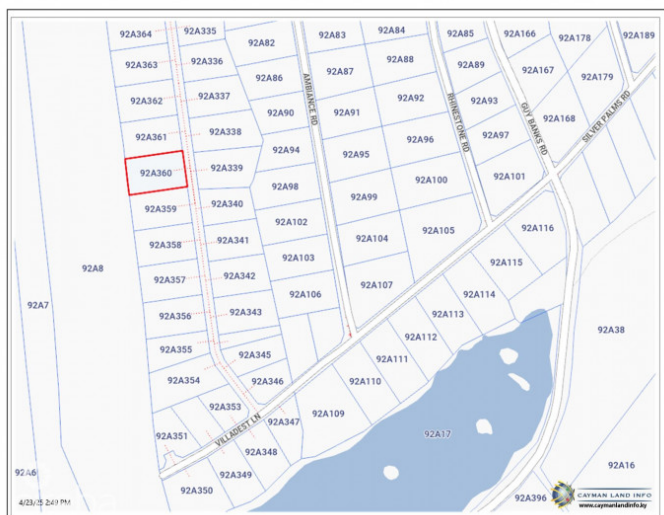 92A364
92A335
92A82
92A83
92A84
92A85
92A166
92A178
92A189
92A363
92A336
92A86
92A87
92A88
92A89
92A167
92A179
92A362
92A337
92A90
AMBIANCE RD
92A91
92A92
RHINESTONE RD
92A93
GUY BANKS RD
92A168
SILVER PALMS RD
92A361
92A338
92A94
92A95
92A96
92A97
92A360
92A339
92A98
92A99
92A100
92A101
92A359
92A340
92A102
92A104
92A105
92A116
92A358
92A341
92A103
92A115
92A8
92A357
92A342
92A106
92A107
92A114
92A7
92A356
92A343
92A113
92A38
92A355
92A345
92A112
92A354
92A346
92A111
92A110
92A353
92A347
92A109
92A351
VILLADEST LN
92A348
92A17
92A6
92A350
92A349
92A16
92A396
4/23/25 2:49 PM
CAYMAN LAND INFO
www.caymanlandinfo.ky